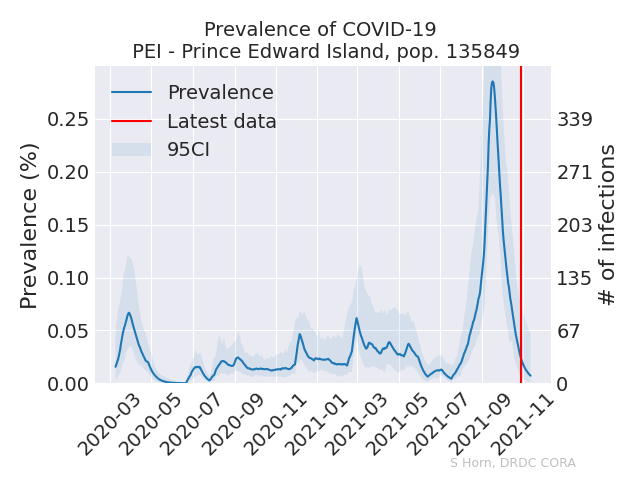 Prevalence of COVID-19
PEI - Prince Edward Island, pop. 135849
Prevalence
Latest data
95CI
Prevalence (%)
0.25
0.20
0.15
0.10
0.05
0.00
339
271
203
135
67
0
# of infections
2020-03
2020-05
2020-07
2020-09
2020-11
2021-01
2021-03
2021-05
2021-07
2021-09
2021-11
S Horn, DRDC CORA